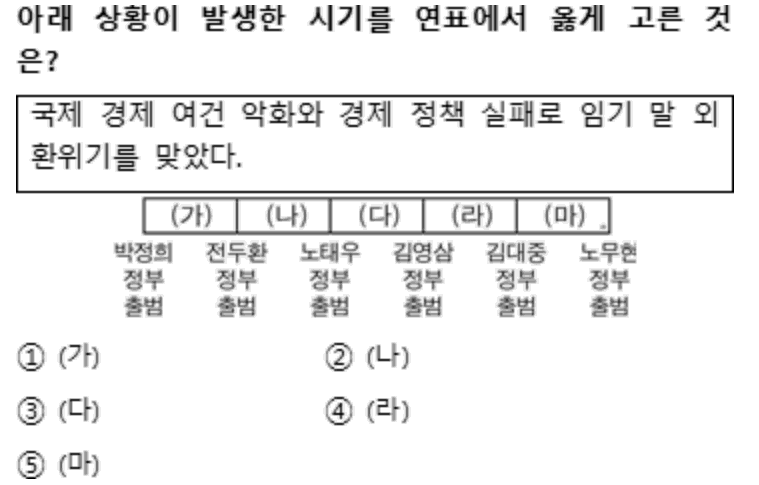 아래 상황이 발생한 시기를 연표에서 옳게 고른 것
은?
국제 경제 여건 악화와 경제 정책 실패로 임기 말 외
환위기를 맞았다.
(가) (나) (다) (라) (마)
박정희 전두환 노태우 김영삼 김대중 노무현
정부 정부 정부 정부 정부 정부
출범 출범 출범 출범 출범 출범
① (가) ② (나)
③ (다) ④ (라)
⑤ (마)